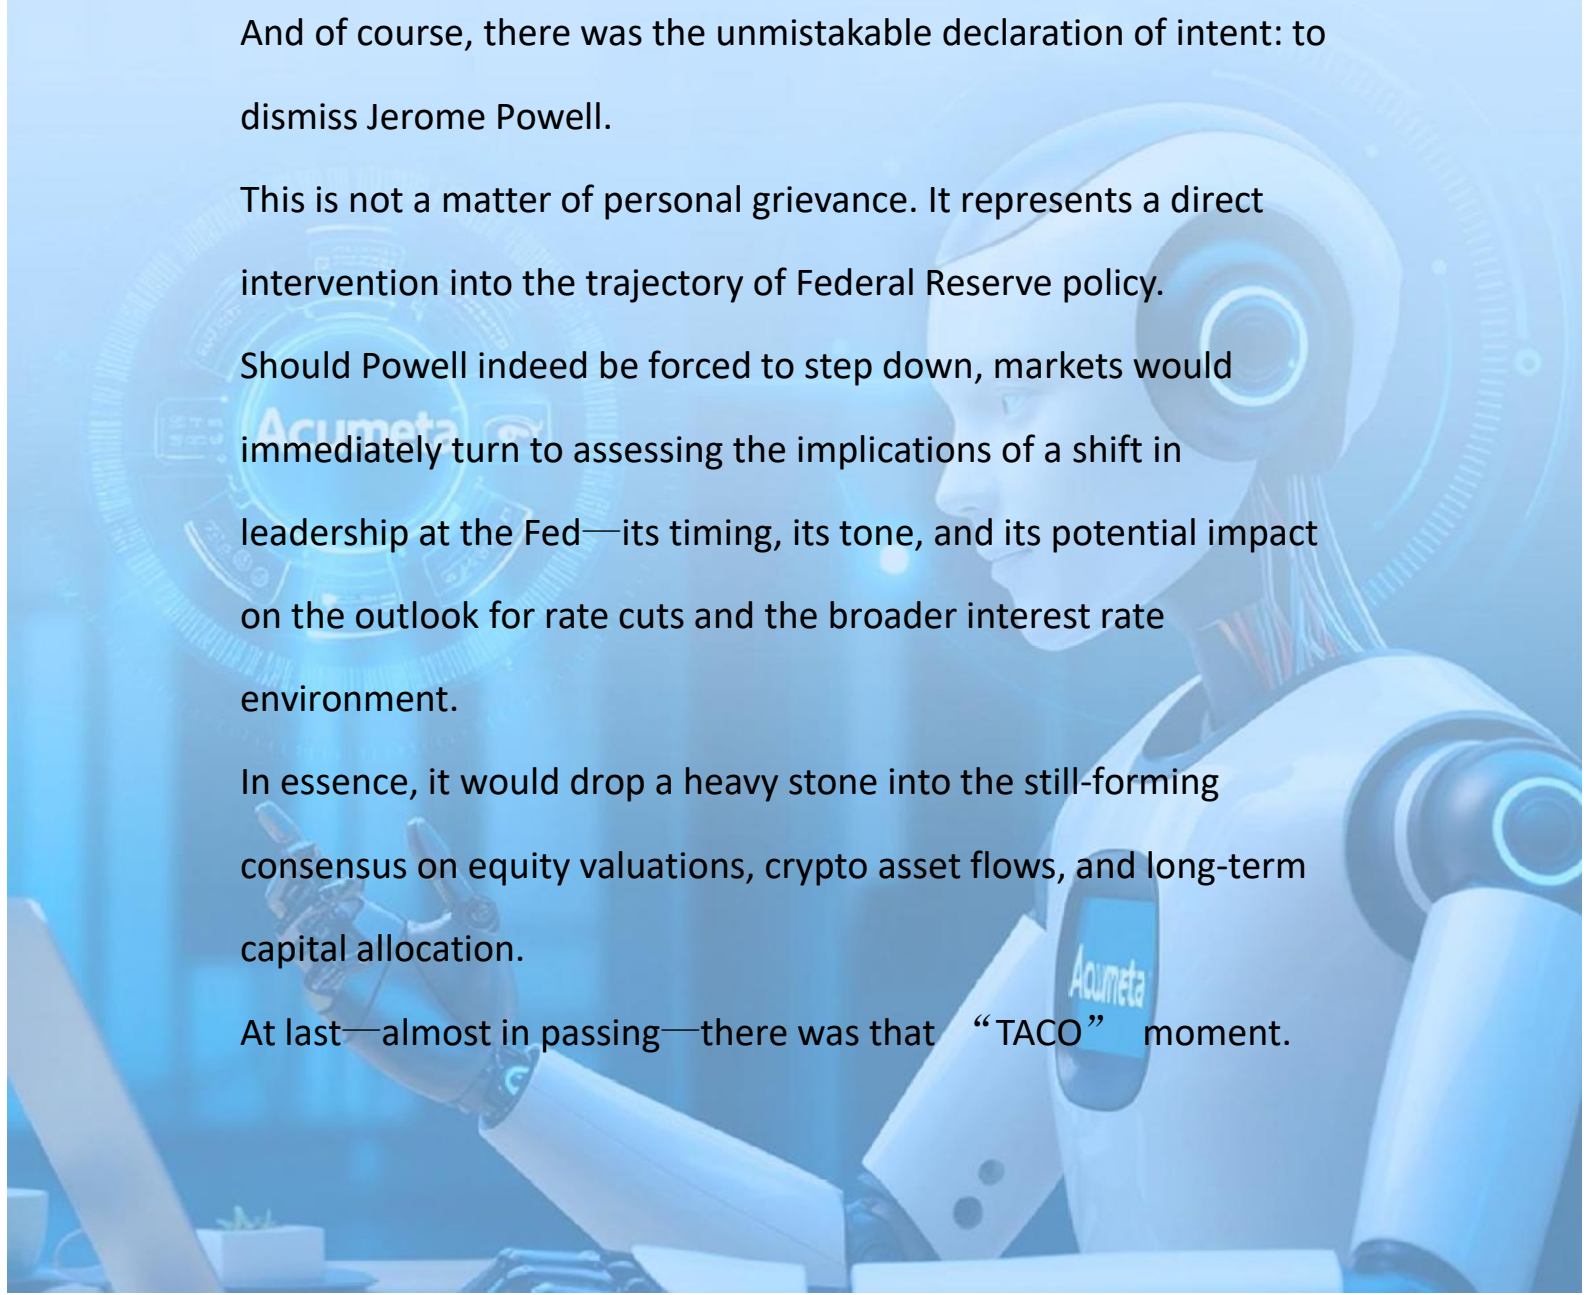 And of course, there was the unmistakable declaration of intent: to
dismiss Jerome Powell.
This is not a matter of personal grievance. It represents a direct
intervention into the trajectory of Federal Reserve policy.
Should Powell indeed be forced to step down, markets would
Acumeta
immediately turn to assessing the implications of a shift in
leadership at the Fed—its timing, its tone, and its potential impact
on the outlook for rate cuts and the broader interest rate
environment.
In essence, it would drop a heavy stone into the still-forming
consensus on equity valuations, crypto asset flows, and long-term
capital allocation.
Acumeta
At last—almost in passing—there was that “TACO” moment.